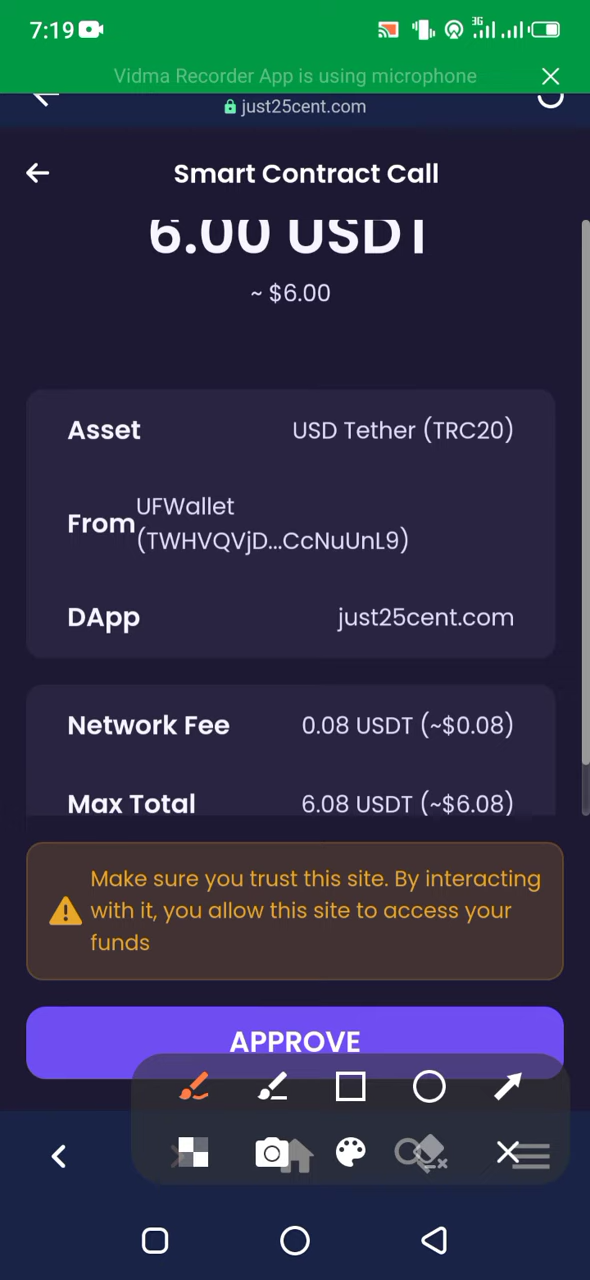 7:19
3G
Vidma Recorder App is using microphone
just25cent.com
Smart Contract Call
6.00 USDT
~ $6.00
Asset USD Tether (TRC20)
From UFWallet
(TWHVQVjD...CcNuUnL9)
DApp just25cent.com
Network Fee 0.08 USDT (~$0.08)
Max Total 6.08 USDT (~$6.08)
Make sure you trust this site. By interacting
with it, you allow this site to access your
funds
APPROVE